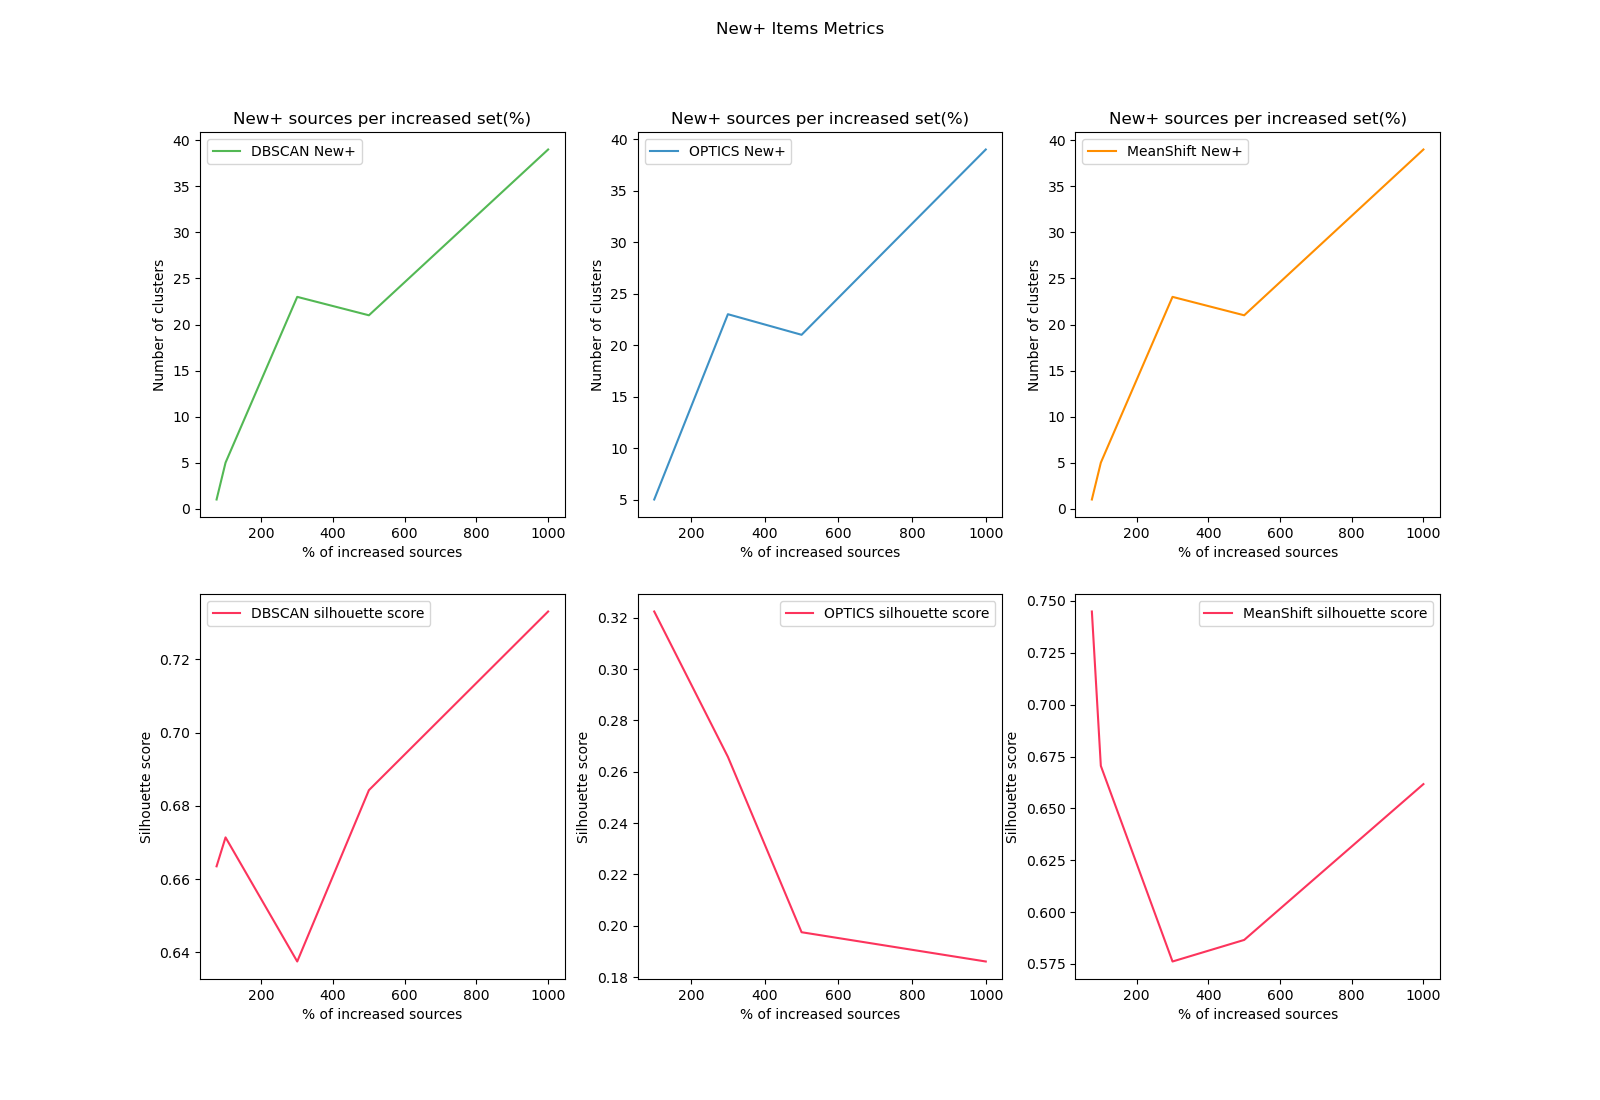 New+ Items Metrics
New+ sources per increased set(%)
DBSCAN New+
Number of clusters
40
35
30
25
20
15
10
5
0
200 400 600 800 1000
% of increased sources
New+ sources per increased set(%)
OPTICS New+
Number of clusters
40
35
30
25
20
15
10
5
200 400 600 800 1000
% of increased sources
New+ sources per increased set(%)
MeanShift New+
Number of clusters
40
35
30
25
20
15
10
5
0
200 400 600 800 1000
% of increased sources
DBSCAN silhouette score
Silhouette score
0.72
0.70
0.68
0.66
0.64
200 400 600 800 1000
% of increased sources
OPTICS silhouette score
Silhouette score
0.32
0.30
0.28
0.26
0.24
0.22
0.20
0.18
200 400 600 800 1000
% of increased sources
MeanShift silhouette score
Silhouette score
0.750
0.725
0.700
0.675
0.650
0.625
0.600
0.575
200 400 600 800 1000
% of increased sources